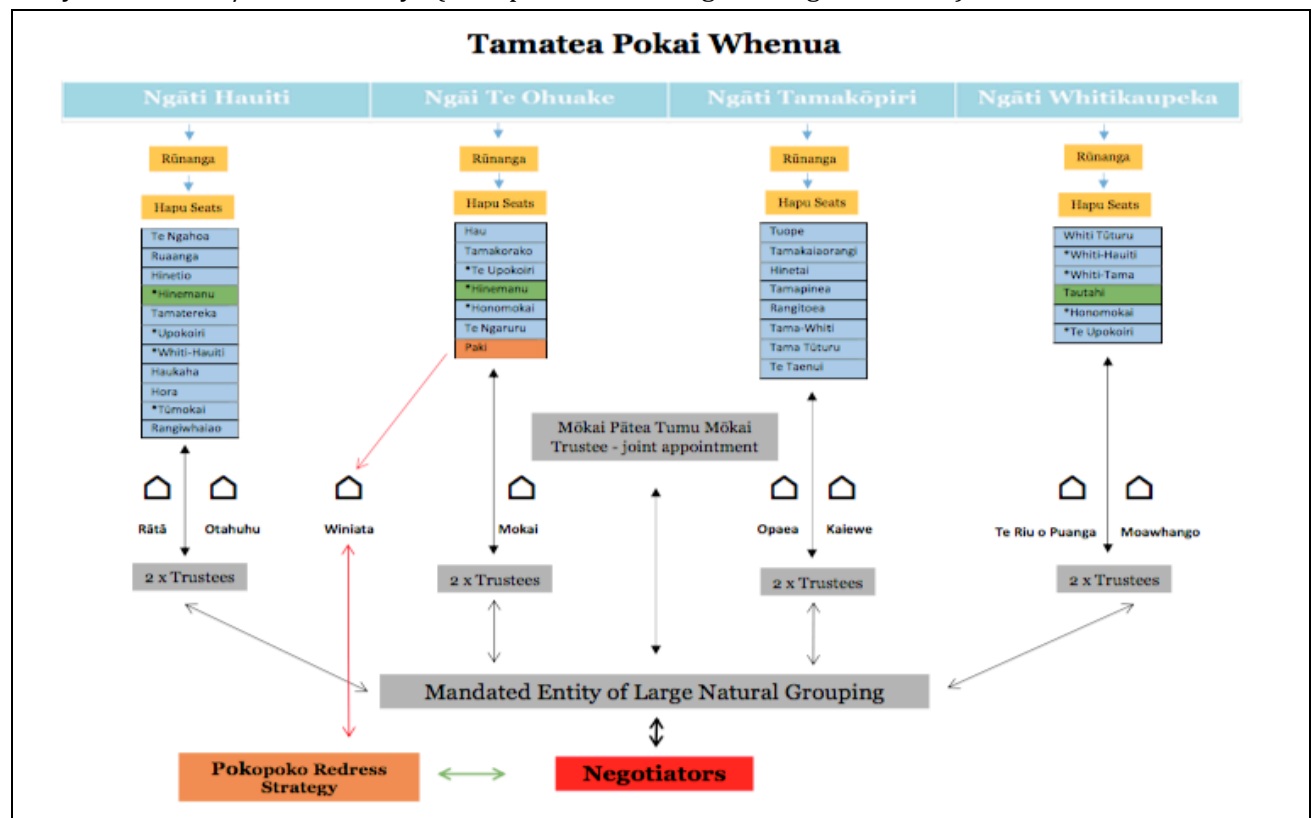 Tamatea Pokai Whenua
Ngāti Hauiti
Ngāi Te Ohuake
Ngāti Tamakōpiri
Ngāti Whitikaupeka
Rūnanga
Rūnanga
Rūnanga
Rūnanga
Hapu Seats
Hapu Seats
Hapu Seats
Hapu Seats
Te Ngahoa
Ruaanga
Hinetio
*Hinemanu
Tamatereka
*Upokoiri
*Whiti-Hauiti
Haukaha
Hora
*Tūmokai
Rangiwhaiao
Hau
Tamakorako
*Te Upokoiri
*Hinemanu
*Honomokai
Te Ngaruru
Paki
Tuope
Tamakaiaorangi
Hinetai
Tamapinea
Rangitoea
Tama-Whiti
Tama Tūturu
Te Taenui
Whiti Tūturu
*Whiti-Hauiti
*Whiti-Tama
Tautahi
*Honomokai
*Te Upokoiri
Mōkai Pātea Tumu Mōkai
Trustee - joint appointment
Rātā
Otahuhu
Winiata
Mokai
Opaea
Kaiewe
Te Riu o Puanga
Moawhango
2 x Trustees
2 x Trustees
2 x Trustees
2 x Trustees
Mandated Entity of Large Natural Grouping
Pokopoko Redress
Strategy
Negotiators